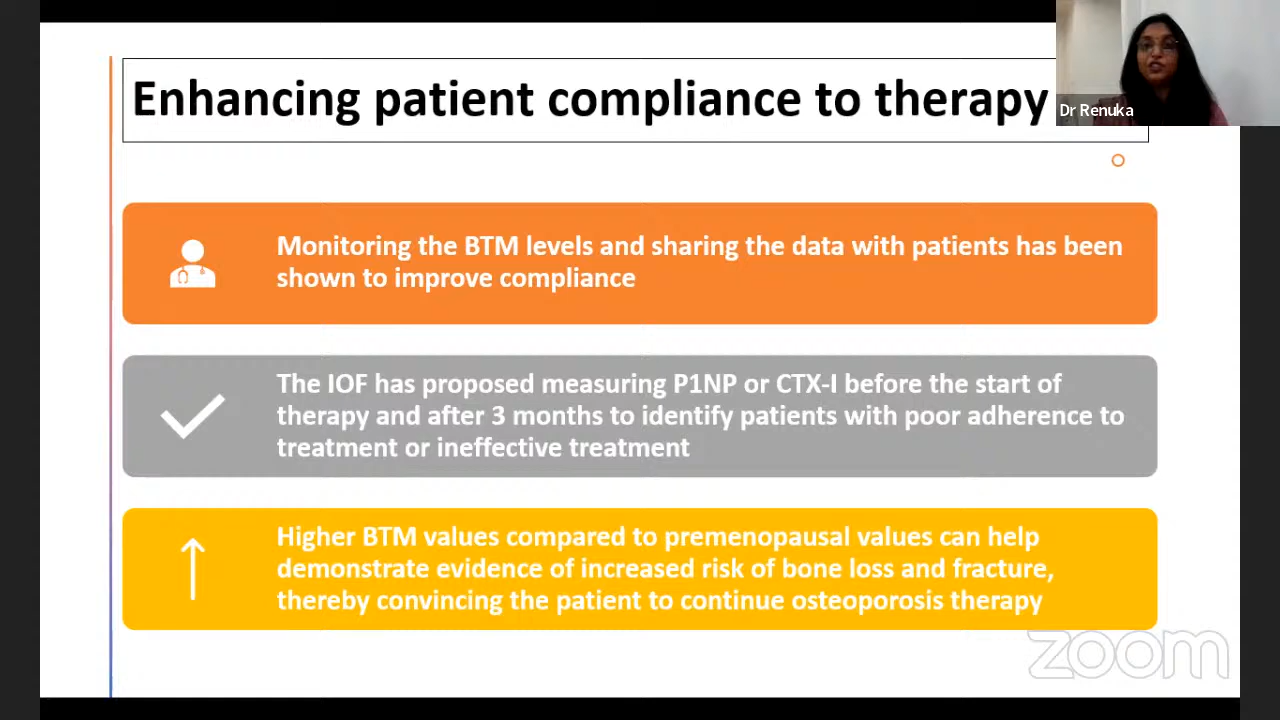 Enhancing patient compliance to therapy
Dr Renuka
Monitoring the BTM levels and sharing the data with patients has been
shown to improve compliance
The IOF has proposed measuring P1NP or CTX-I before the start of
therapy and after 3 months to identify patients with poor adherence to
treatment or ineffective treatment
Higher BTM values compared to premenopausal values can help
demonstrate evidence of increased risk of bone loss and fracture,
thereby convincing the patient to continue osteoporosis therapy
zoom